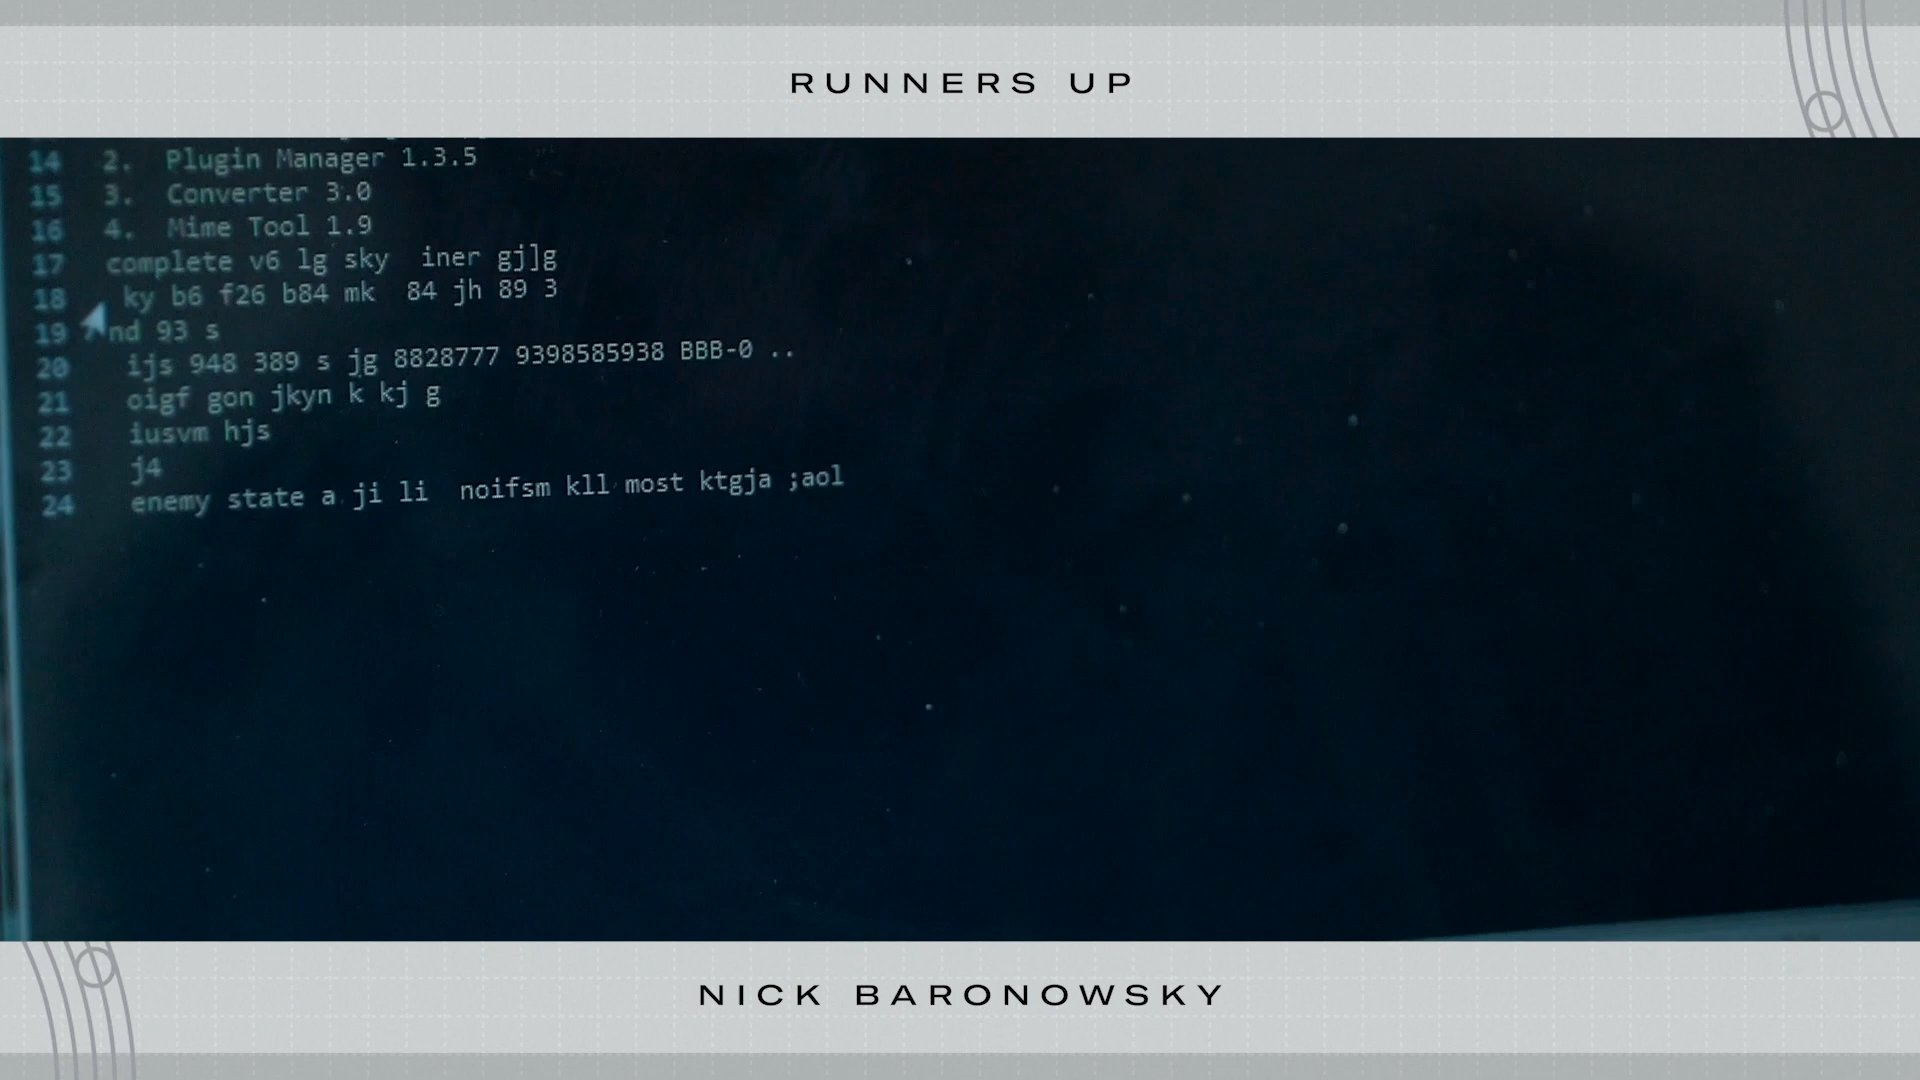 RUNNERS UP
14 2. Plugin Manager 1.3.5
15 3. Converter 3.0
16 4. Mime Tool 1.9
17 complete v6 lg sky iner gj]g
18 ky b6 f26 b84 mk 84 jh 89 3
19 nd 93 s
20 ijs 948 389 s jg 8828777 9398585938 BBB-0 ..
21 oigf gon jkyn k kj g
22 iusvm hjs
23 j4
24 enemy state a ji li noifsm kll most ktgja ;aol
NICK BARONOWSKY